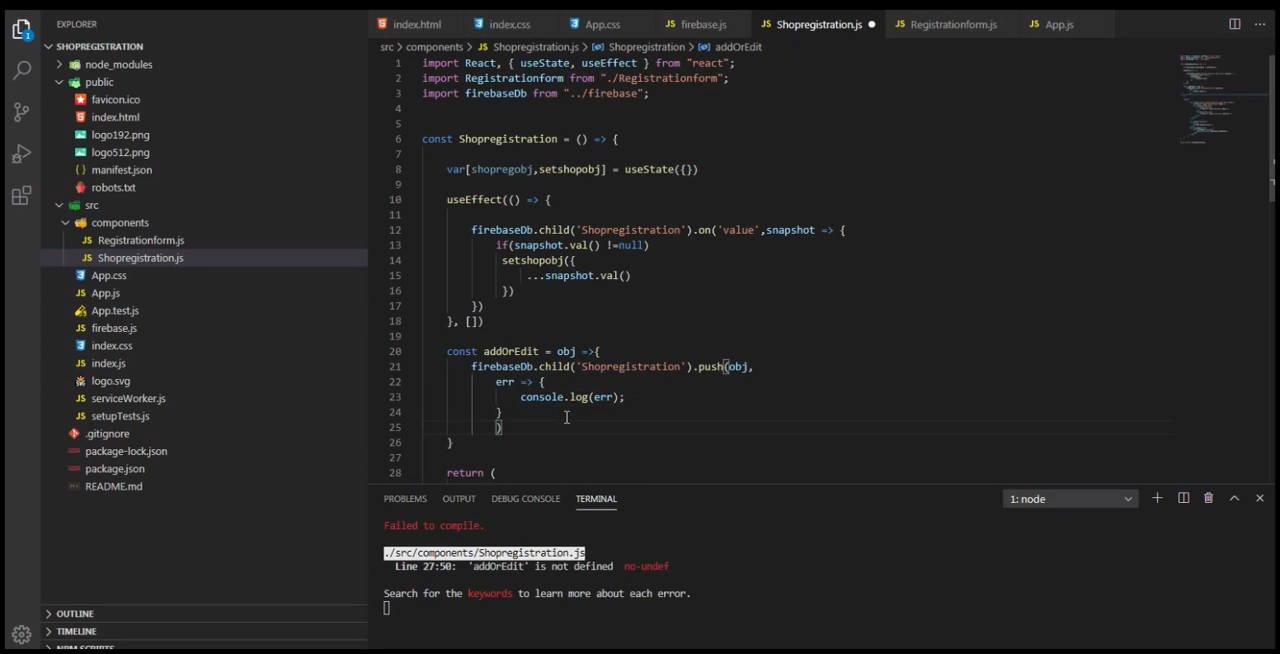 EXPLORER
SHOPREGISTRATION
node_modules
public
favicon.ico
index.html
logo192.png
logo512.png
manifest.json
robots.txt
src
components
Registrationform.js
Shopregistration.js
App.css
App.js
App.test.js
firebase.js
index.css
index.js
logo.svg
serviceWorker.js
setupTests.js
.gitignore
package-lock.json
package.json
README.md
OUTLINE
TIMELINE
NPM SCRIPTS
1
index.html index.css App.css firebase.js Shopregistration.js Registrationform.js App.js
src > components > JS Shopregistration.js > Shopregistration > addOrEdit
1 import React, { useState, useEffect } from "react";
2 import Registrationform from "./Registrationform";
3 import firebaseDb from "../firebase";
4
5
6 const Shopregistration = () => {
7
8 var[shopregobj,setshopobj] = useState({})
9
10 useEffect(() => {
11
12 firebaseDb.child('Shopregistration').on('value',snapshot => {
13 if(snapshot.val() !=null)
14 setshopobj({
15 ...snapshot.val()
16 })
17 })
18 }, [])
19
20 const addOrEdit = obj =>{
21 firebaseDb.child('Shopregistration').push(obj,
22 err => {
23 console.log(err);
24 }
25 )
26 }
27
28 return (
PROBLEMS OUTPUT DEBUG CONSOLE TERMINAL 1: node
Failed to compile.
./src/components/Shopregistration.js
Line 27:50: 'addOrEdit' is not defined no-undef
Search for the keywords to learn more about each error.